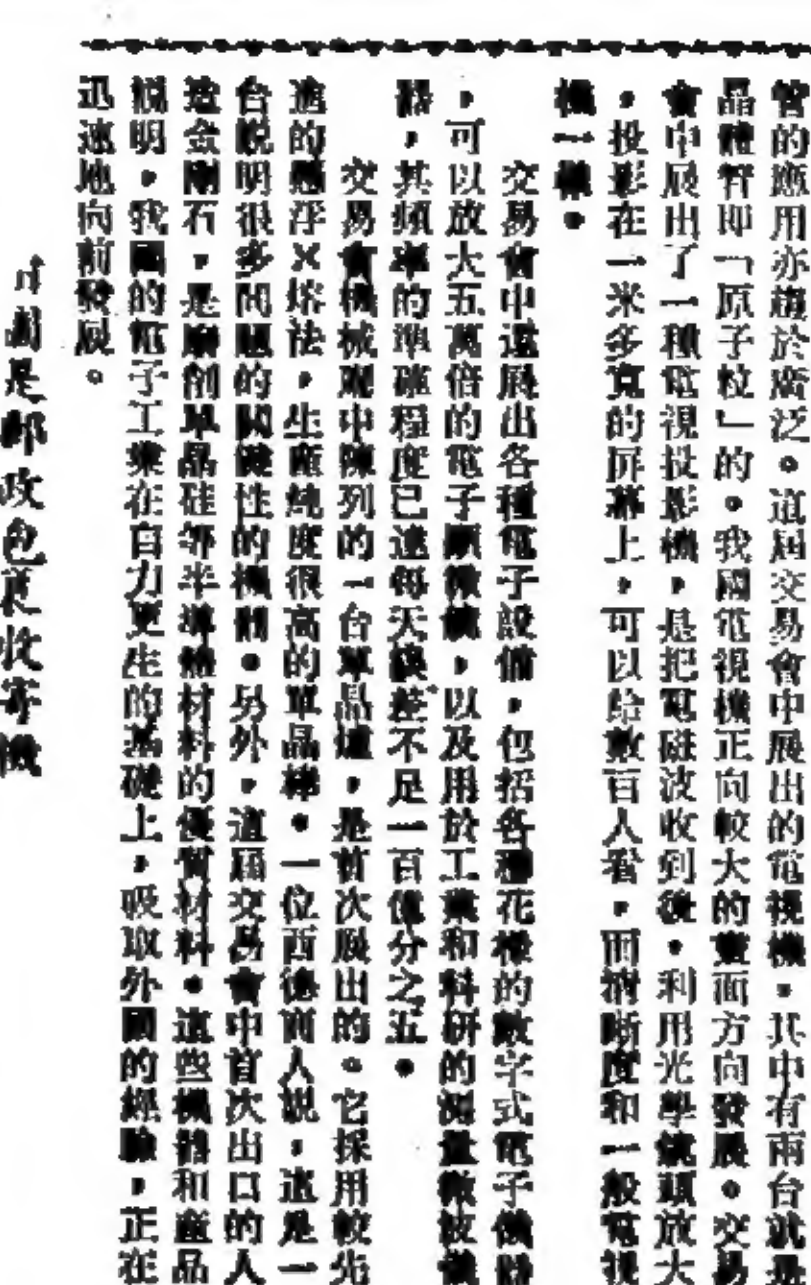 管的應用亦趨於廣泛。這屆交易會中展出的電視機，其中有兩台就是
晶體管即「原子粒」的。我國電視機正向較大的畫面方向發展。交易
會中展出了一種電視投影機，是把電磁波收到後，利用光學鏡頭放大
，投影在一米多寬的屏幕上，可以給數百人看，而清晰度和一般電視
機一樣。
交易會中還展出各種電子設備，包括各種花樣的數字式電子儀器
，可以放大五萬倍的電子顯微鏡，以及用於工業和科研的測量微波儀
器，其頻率的準確程度已達每天誤差不足一百億分之五。
交易會機械館中陳列的一台單晶爐，是首次展出的。它採用較先
進的懸浮区熔法，生產純度很高的單晶棒。一位西德商人說，這是一
台說明很多問題的關鍵性的機器。另外，這屆交易會中首次出口的人
造金剛石，是磨削單晶硅等半導體材料的優質材料。這些機器和產品
說明，我國的電子工業在自力更生的基礎上，吸取外國的經驗，正在
迅速地向前發展。
是郵政包裹收寄機